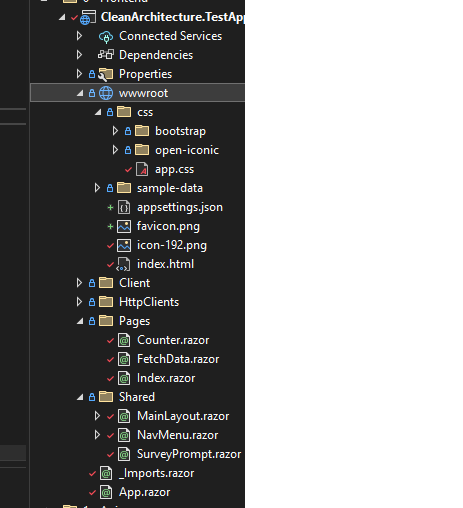 CleanArchitecture.TestApp
Connected Services
Dependencies
Properties
wwwroot
css
bootstrap
open-iconic
app.css
sample-data
appsettings.json
favicon.png
icon-192.png
index.html
Client
HttpClients
Pages
Counter.razor
FetchData.razor
Index.razor
Shared
MainLayout.razor
NavMenu.razor
SurveyPrompt.razor
_Imports.razor
App.razor